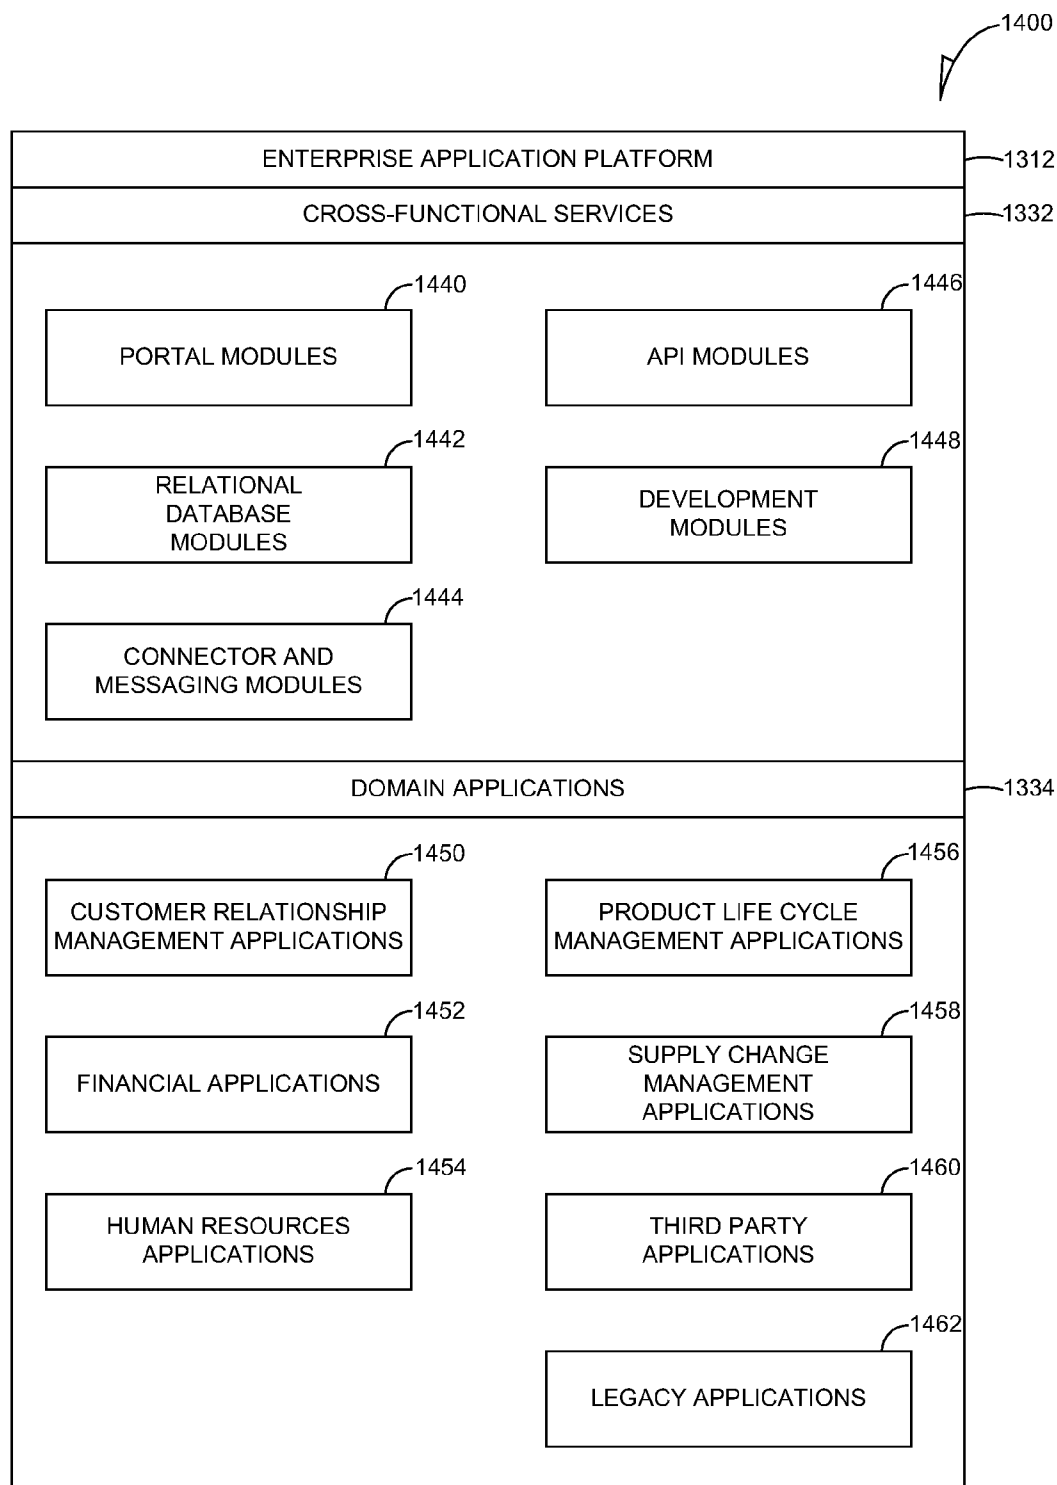 1400
ENTERPRISE APPLICATION PLATFORM
1312
CROSS-FUNCTIONAL SERVICES
1332
1440
PORTAL MODULES
1446
API MODULES
1442
RELATIONAL
DATABASE
MODULES
1448
DEVELOPMENT
MODULES
1444
CONNECTOR AND
MESSAGING MODULES
DOMAIN APPLICATIONS
1334
1450
CUSTOMER RELATIONSHIP
MANAGEMENT APPLICATIONS
1456
PRODUCT LIFE CYCLE
MANAGEMENT APPLICATIONS
1452
FINANCIAL APPLICATIONS
1458
SUPPLY CHANGE
MANAGEMENT
APPLICATIONS
1454
HUMAN RESOURCES
APPLICATIONS
1460
THIRD PARTY
APPLICATIONS
1462
LEGACY APPLICATIONS